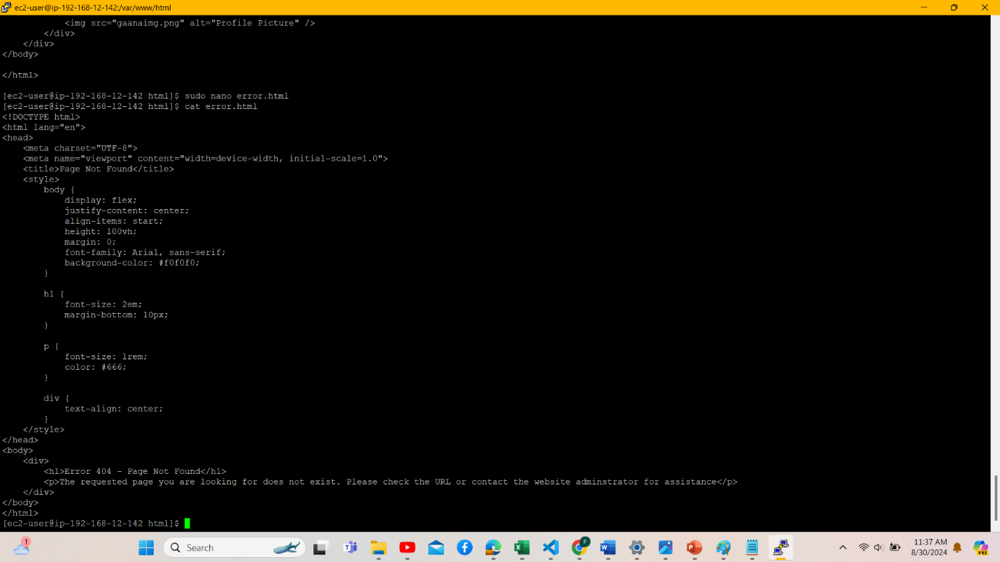 ec2-user@ip-192-168-12-142:/var/www/html
            <img src="gaanaimg.png" alt="Profile Picture" />
        </div>
    </div>
</body>

</html>

[ec2-user@ip-192-168-12-142 html]$ sudo nano error.html
[ec2-user@ip-192-168-12-142 html]$ cat error.html
<!DOCTYPE html>
<html lang="en">
<head>
    <meta charset="UTF-8">
    <meta name="viewport" content="width=device-width, initial-scale=1.0">
    <title>Page Not Found</title>
    <style>
        body {
            display: flex;
            justify-content: center;
            align-items: start;
            height: 100vh;
            margin: 0;
            font-family: Arial, sans-serif;
            background-color: #f0f0f0;
        }

        h1 {
            font-size: 2em;
            margin-bottom: 10px;
        }

        p {
            font-size: 1rem;
            color: #666;
        }

        div {
            text-align: center;
        }
    </style>
</head>
<body>
    <div>
        <h1>Error 404 - Page Not Found</h1>
        <p>The requested page you are looking for does not exist. Please check the URL or contact the website adminstrator for assistance</p>
    </div>
</body>
</html>
[ec2-user@ip-192-168-12-142 html]$
1
Search
F
11:37 AM
8/30/2024
PRE